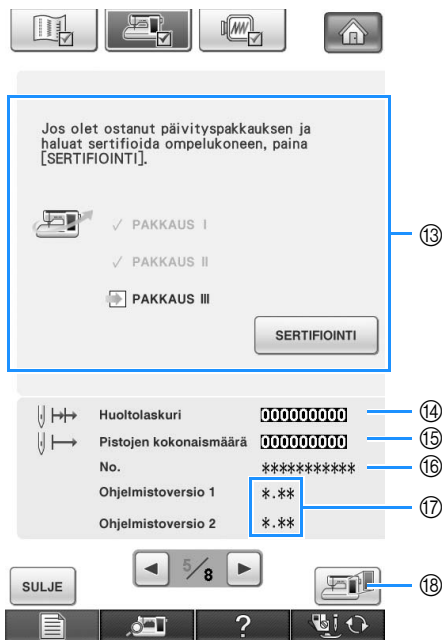 Jos olet ostanut päivityspakkauksen ja
haluat sertifioida ompelukoneen, paina
[SERTIFIOINTI].
✓ PAKKAUS I
✓ PAKKAUS II
PAKKAUS III
SERTIFIOINTI
⑬
Huoltolaskuri 000000000 ⑭
Pistojen kokonaismäärä 000000000 ⑮
No. *********** ⑯
Ohjelmistoversio 1 *.**
⑰
Ohjelmistoversio 2 *.**
SULJE 5/8 ⑱
?